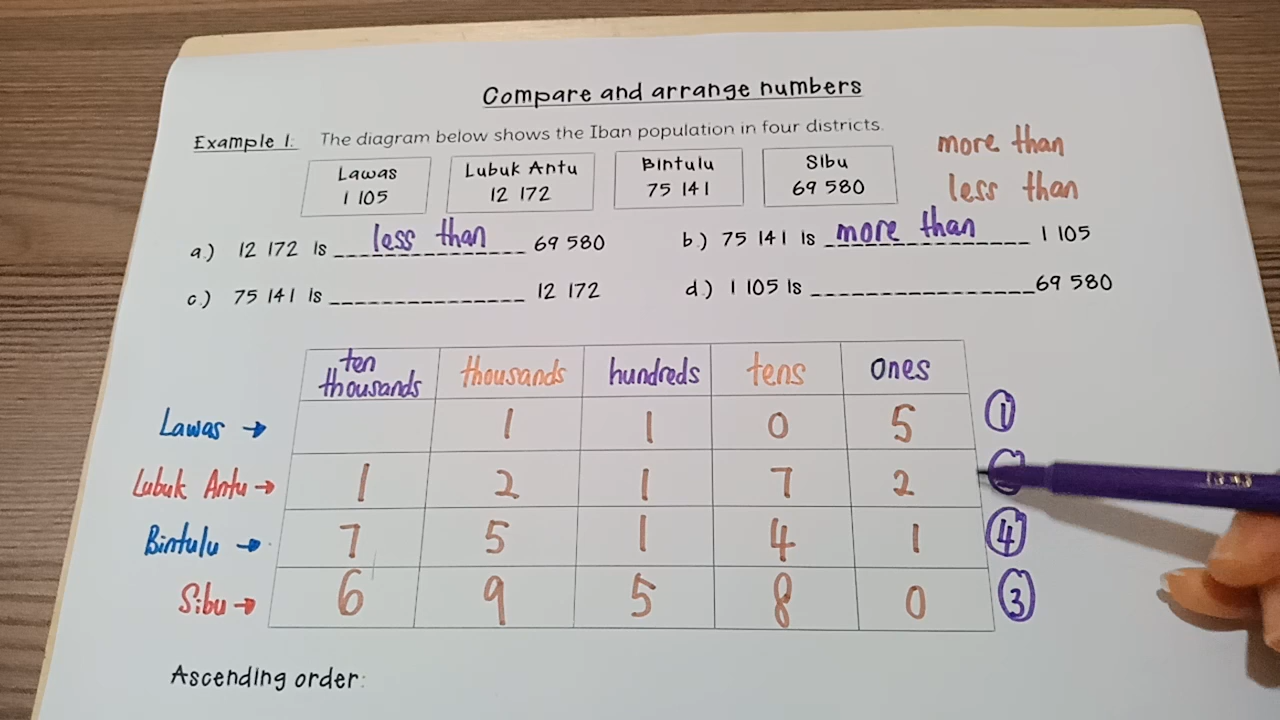 Compare and arrange numbers
Example 1: The diagram below shows the Iban population in four districts.
more than
less than
Lawas
1 105
Lubuk Antu
12 172
Bintulu
75 141
Sibu
69 580
a.) 12 172 is less than 69 580
b.) 75 141 is more than 1 105
c.) 75 141 is _______________ 12 172
d.) 1 105 is _______________ 69 580
ten thousands thousands hundreds tens ones
Lawas → 1 1 0 5 1
Lubuk Antu → 1 2 1 7 2
Bintulu → 7 5 1 4 1 4
Sibu → 6 9 5 8 0 3
Ascending order: